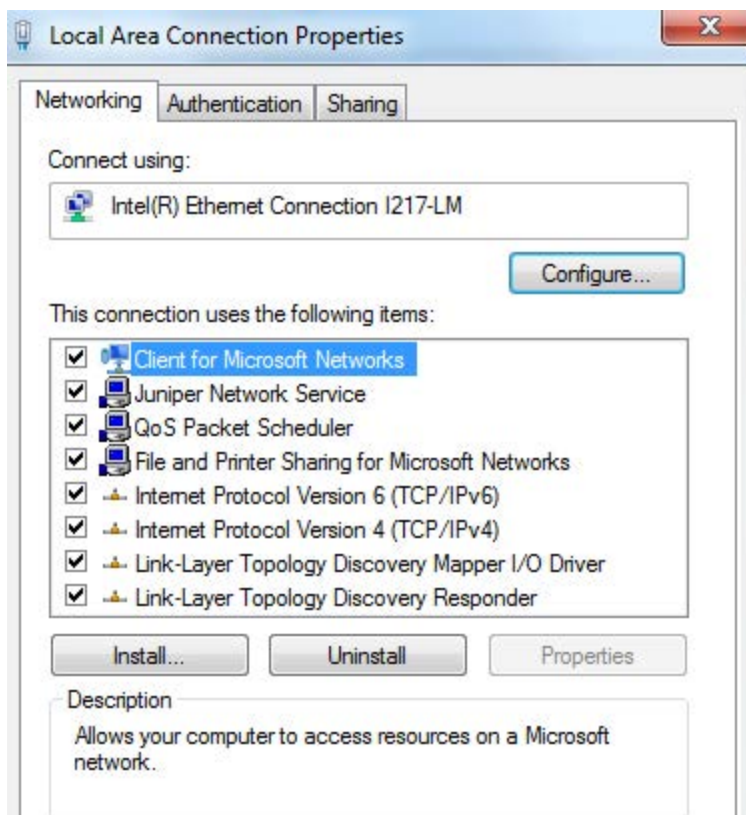 Local Area Connection Properties
Networking
Authentication
Sharing
Connect using:
Intel(R) Ethernet Connection I217-LM
Configure...
This connection uses the following items:
Client for Microsoft Networks
Juniper Network Service
QoS Packet Scheduler
File and Printer Sharing for Microsoft Networks
Internet Protocol Version 6 (TCP/IPv6)
Internet Protocol Version 4 (TCP/IPv4)
Link-Layer Topology Discovery Mapper I/O Driver
Link-Layer Topology Discovery Responder
Install...
Uninstall
Properties
Description
Allows your computer to access resources on a Microsoft
network.